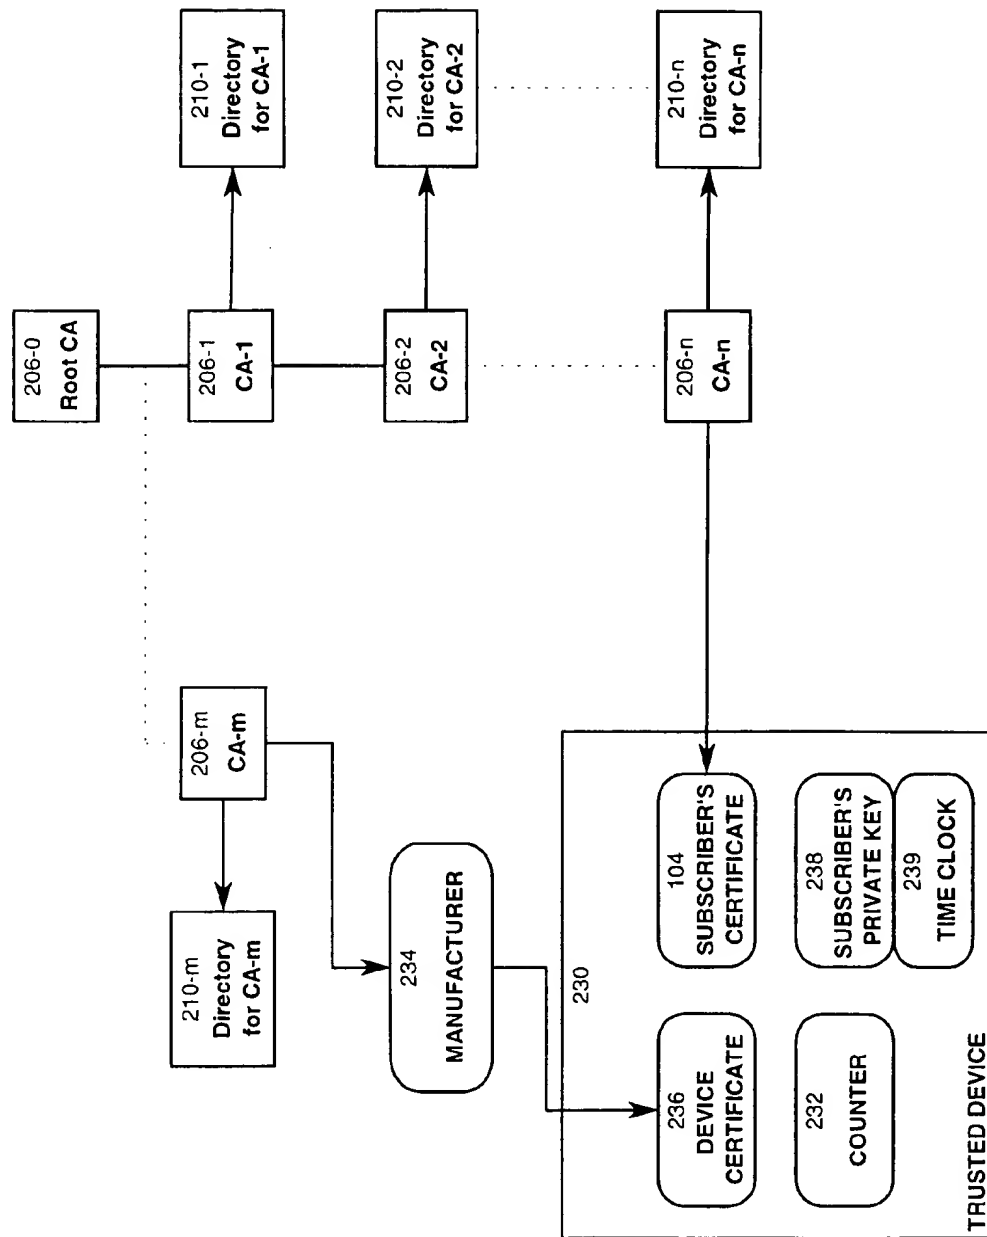 206-0
Root CA
206-1
CA-1
210-1
Directory
for CA-1
206-2
CA-2
210-2
Directory
for CA-2
206-n
CA-n
210-n
Directory
for CA-n
206-m
CA-m
210-m
Directory
for CA-m
234
MANUFACTURER
230
236
DEVICE
CERTIFICATE
104
SUBSCRIBER'S
CERTIFICATE
232
COUNTER
238
SUBSCRIBER'S
PRIVATE KEY
239
TIME CLOCK
TRUSTED DEVICE